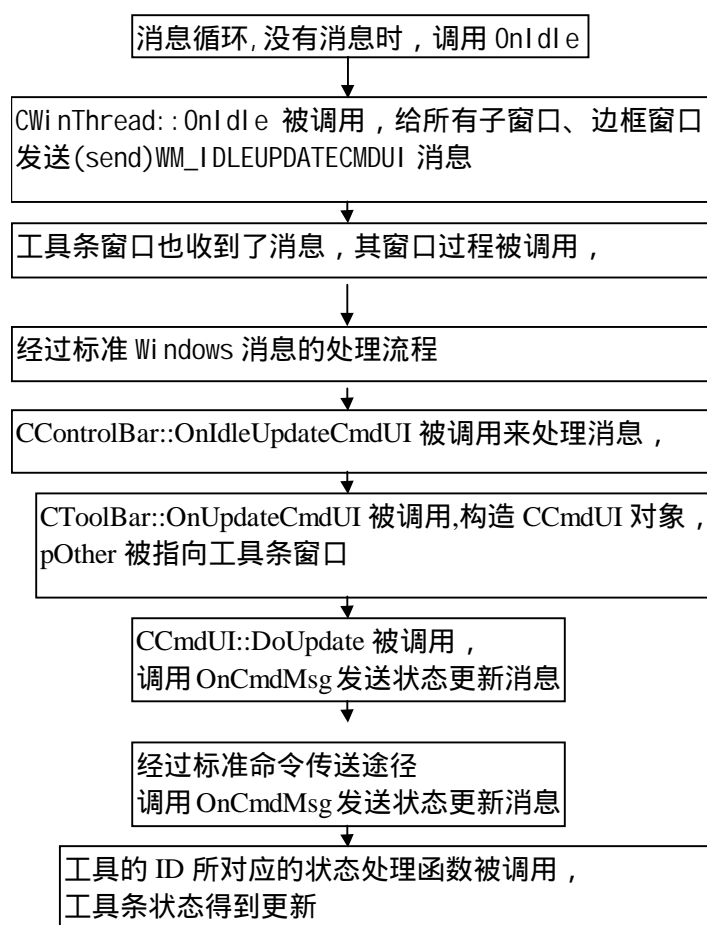 消息循环,没有消息时，调用 OnIdle
CWinThread::OnIdle 被调用，给所有子窗口、边框窗口
发送(send)WM_IDLEUPDATECMDUI 消息
工具条窗口也收到了消息，其窗口过程被调用，
经过标准 Windows 消息的处理流程
CControlBar::OnIdleUpdateCmdUI 被调用来处理消息，
CToolBar::OnUpdateCmdUI 被调用,构造 CCmdUI 对象，
pOther 被指向工具条窗口
CCmdUI::DoUpdate 被调用，
调用 OnCmdMsg 发送状态更新消息
经过标准命令传送途径
调用 OnCmdMsg 发送状态更新消息
工具的 ID 所对应的状态处理函数被调用，
工具条状态得到更新